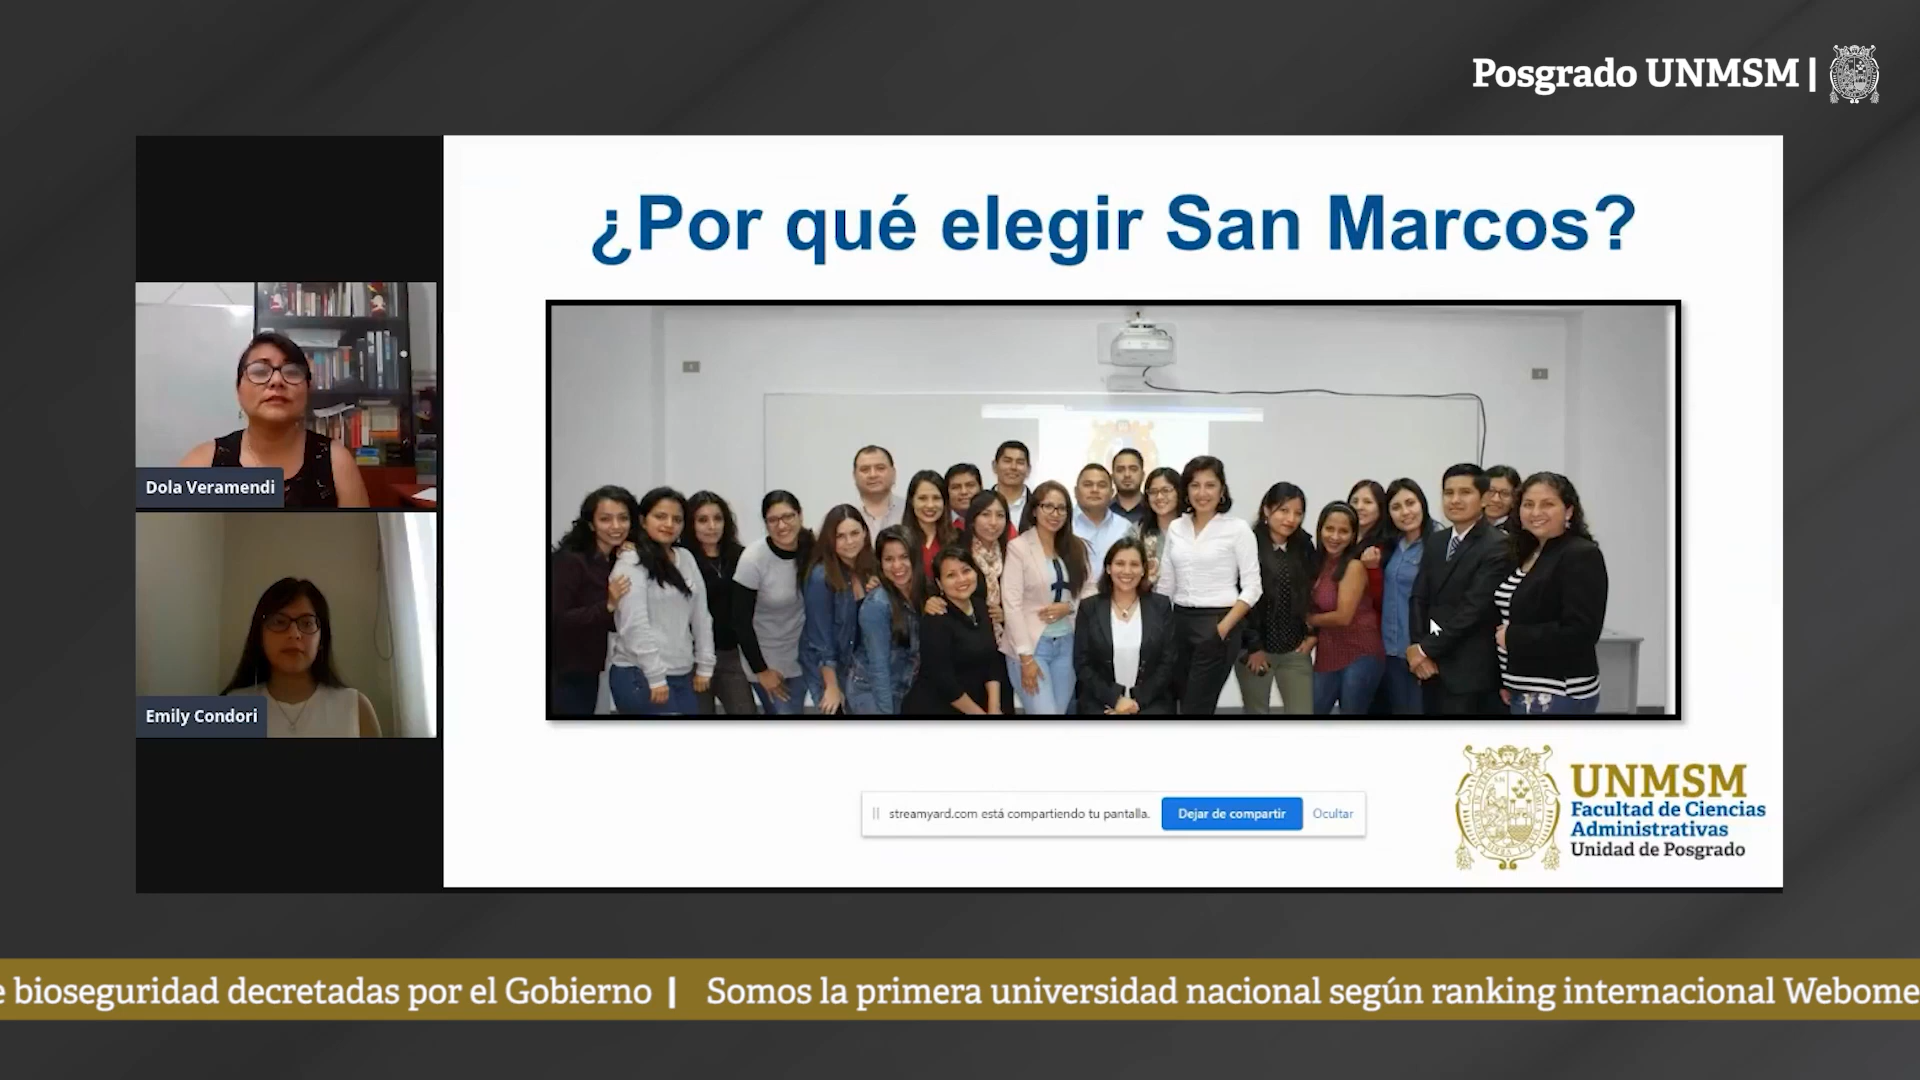 Posgrado UNMSM |
¿Por qué elegir San Marcos?
Dola Veramendi
Emily Condori
streamyard.com está compartiendo tu pantalla.
Dejar de compartir
Ocultar
UNMSM
Facultad de Ciencias
Administrativas
Unidad de Posgrado
e bioseguridad decretadas por el Gobierno | Somos la primera universidad nacional según ranking internacional Webome